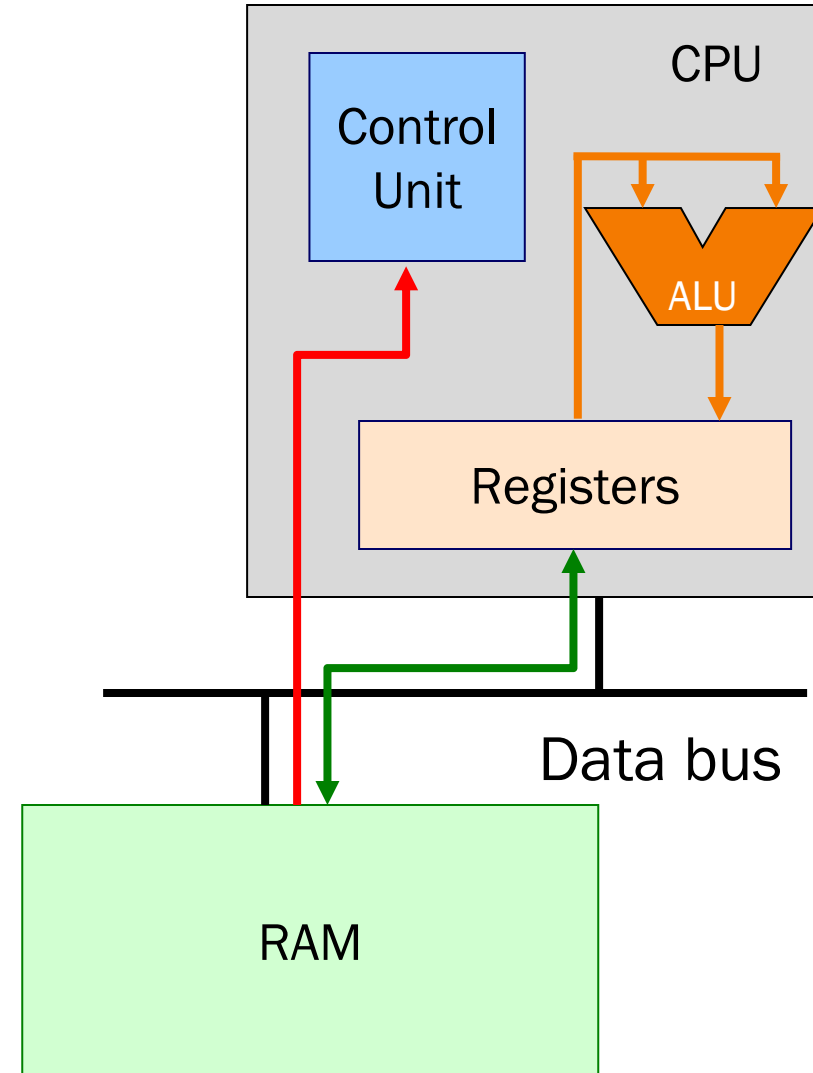 CPU
Control
Unit
ALU
Registers
Data bus
RAM